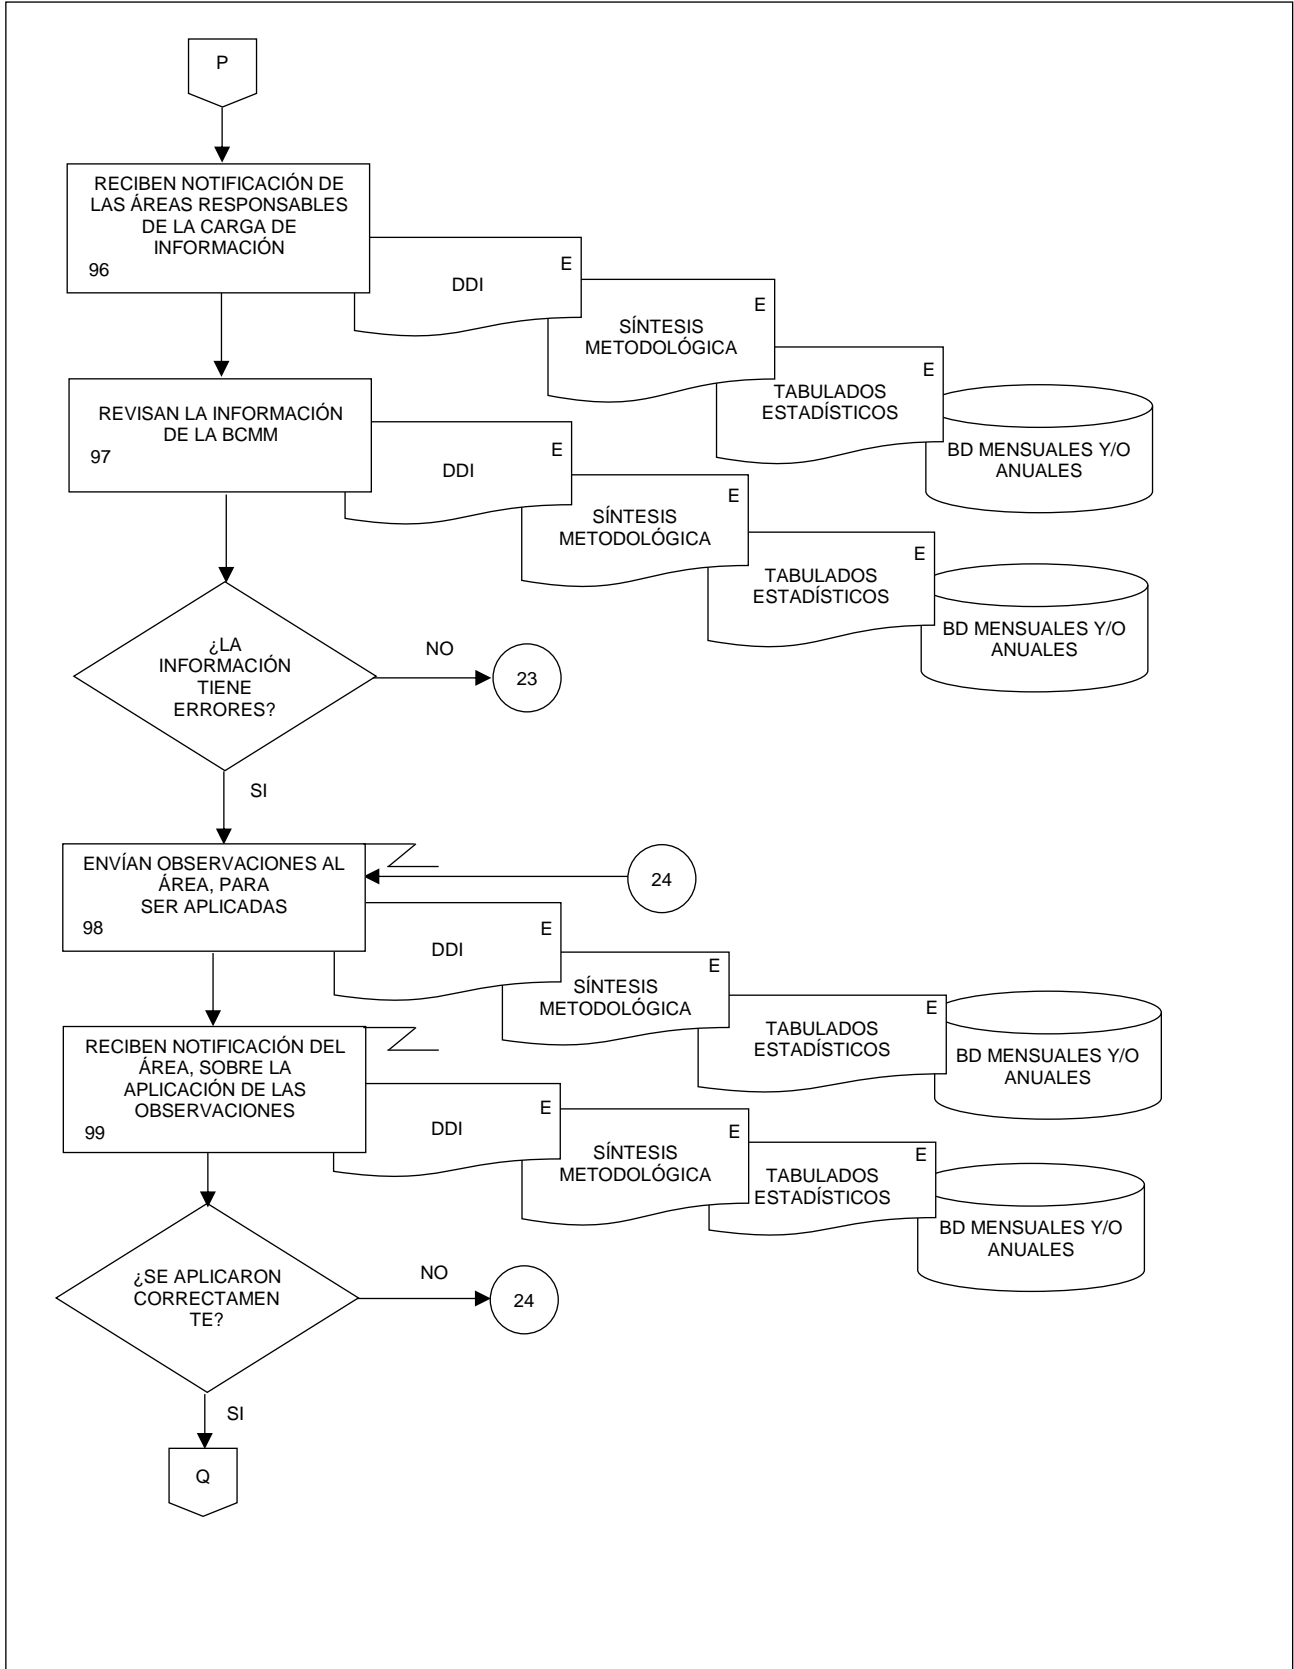 P
RECIBEN NOTIFICACIÓN DE
LAS ÁREAS RESPONSABLES
DE LA CARGA DE
INFORMACIÓN
96
DDI
E
SÍNTESIS
METODOLÓGICA
E
TABULADOS
ESTADÍSTICOS
E
BD MENSUALES Y/O
ANUALES
REVISAN LA INFORMACIÓN
DE LA BCMM
97
DDI
E
SÍNTESIS
METODOLÓGICA
E
TABULADOS
ESTADÍSTICOS
E
BD MENSUALES Y/O
ANUALES
¿LA
INFORMACIÓN
TIENE
ERRORES?
NO
23
SI
ENVÍAN OBSERVACIONES AL
ÁREA, PARA
SER APLICADAS
98
24
DDI
E
SÍNTESIS
METODOLÓGICA
E
TABULADOS
ESTADÍSTICOS
E
BD MENSUALES Y/O
ANUALES
RECIBEN NOTIFICACIÓN DEL
ÁREA, SOBRE LA
APLICACIÓN DE LAS
OBSERVACIONES
99
DDI
E
SÍNTESIS
METODOLÓGICA
E
TABULADOS
ESTADÍSTICOS
E
BD MENSUALES Y/O
ANUALES
¿SE APLICARON
CORRECTAMEN
TE?
NO
24
SI
Q